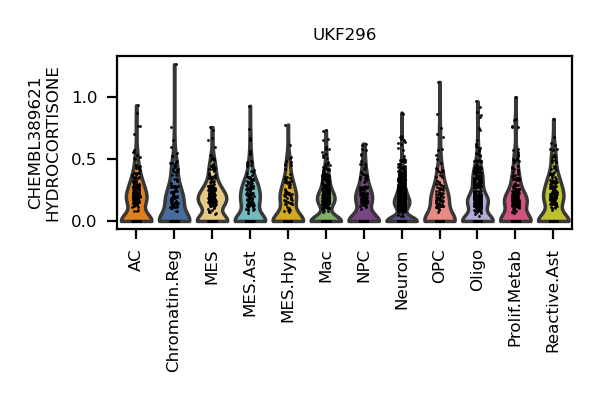 UKF296
CHEMBL389621
HYDROCORTISONE
1.0
0.5
0.0
AC
Chromatin.Reg
MES
MES.Ast
MES.Hyp
Mac
NPC
Neuron
OPC
Oligo
Prolif.Metab
Reactive.Ast